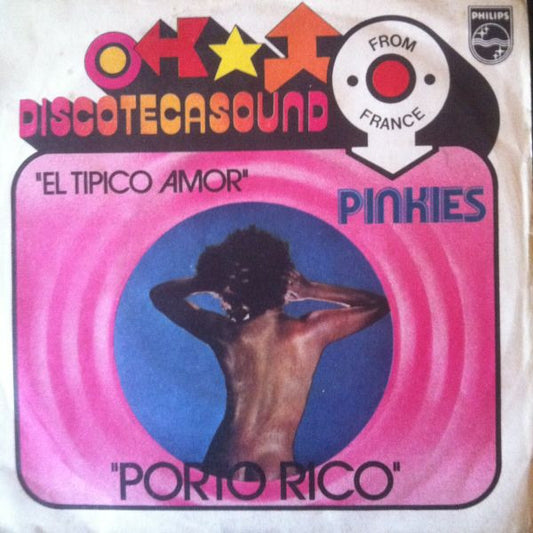 PHILIPS
DISCOTECASOUND
FROM
FRANCE
"EL TIPICO AMOR"
PINKIES
"PORTO RICO"